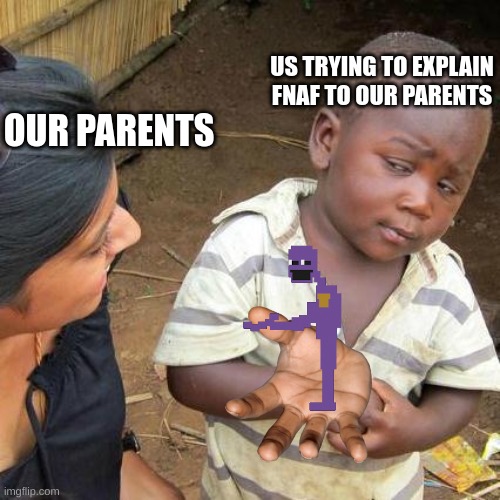 US TRYING TO EXPLAIN
FNAF TO OUR PARENTS
OUR PARENTS
imgflip.com